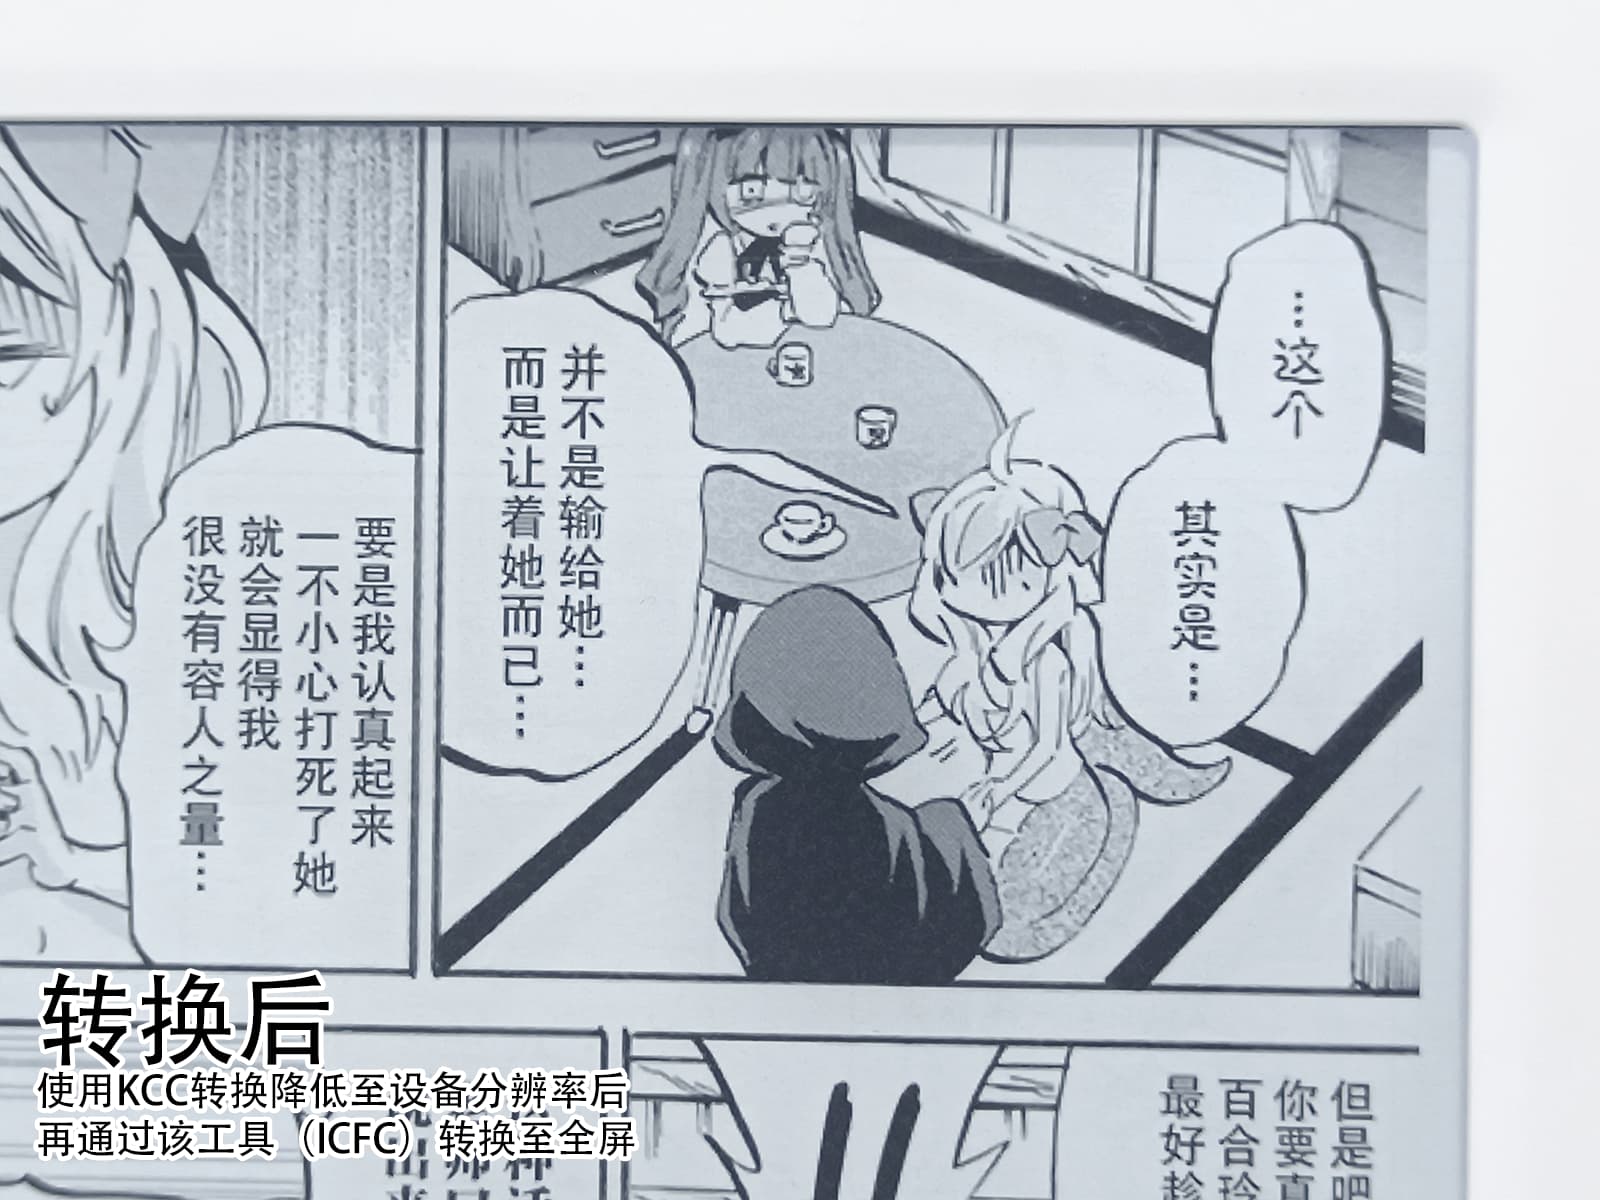 …这个
其实是…
并不是输给她…
而是让着她而已…
要是我认真起来
一不小心打死了她
就会显得我
很没有容人之量…
但是吧
你要真
百合玲
最好趁
转换后
使用KCC转换降低至设备分辨率后
再通过该工具（ICFC）转换至全屏